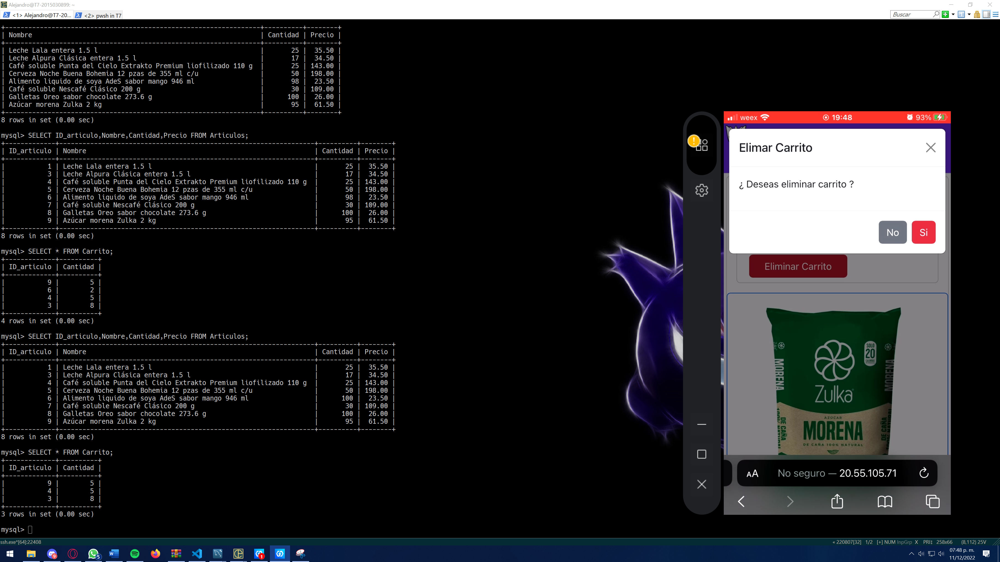 Alejandro@T7-2015030899: ~
<1> Alejandro@T7-20... <2> pwsh in T7
Buscar
+------------------------------------------------------------------+----------+--------+
| Nombre | Cantidad | Precio |
+------------------------------------------------------------------+----------+--------+
| Leche Lala entera 1.5 l | 25 | 35.50 |
| Leche Alpura Clásica entera 1.5 l | 17 | 34.50 |
| Café soluble Punta del Cielo Extrakto Premium liofilizado 110 g | 25 | 143.00 |
| Cerveza Noche Buena Bohemia 12 pzas de 355 ml c/u | 50 | 198.00 |
| Alimento liquido de soya AdeS sabor mango 946 ml | 98 | 23.50 |
| Café soluble Nescafé Clásico 200 g | 30 | 109.00 |
| Galletas Oreo sabor chocolate 273.6 g | 100 | 26.00 |
| Azúcar morena Zulka 2 kg | 95 | 61.50 |
+------------------------------------------------------------------+----------+--------+
8 rows in set (0.00 sec)
mysql> SELECT ID_articulo,Nombre,Cantidad,Precio FROM Articulos;
+-------------+------------------------------------------------------------------+----------+--------+
| ID_articulo | Nombre | Cantidad | Precio |
+-------------+------------------------------------------------------------------+----------+--------+
| 1 | Leche Lala entera 1.5 l | 25 | 35.50 |
| 3 | Leche Alpura Clásica entera 1.5 l | 17 | 34.50 |
| 4 | Café soluble Punta del Cielo Extrakto Premium liofilizado 110 g | 25 | 143.00 |
| 5 | Cerveza Noche Buena Bohemia 12 pzas de 355 ml c/u | 50 | 198.00 |
| 6 | Alimento liquido de soya AdeS sabor mango 946 ml | 98 | 23.50 |
| 7 | Café soluble Nescafé Clásico 200 g | 30 | 109.00 |
| 8 | Galletas Oreo sabor chocolate 273.6 g | 100 | 26.00 |
| 9 | Azúcar morena Zulka 2 kg | 95 | 61.50 |
+-------------+------------------------------------------------------------------+----------+--------+
8 rows in set (0.00 sec)
mysql> SELECT * FROM Carrito;
+-------------+----------+
| ID_articulo | Cantidad |
+-------------+----------+
| 9 | 5 |
| 6 | 2 |
| 4 | 5 |
| 3 | 8 |
+-------------+----------+
4 rows in set (0.00 sec)
mysql> SELECT ID_articulo,Nombre,Cantidad,Precio FROM Articulos;
+-------------+------------------------------------------------------------------+----------+--------+
| ID_articulo | Nombre | Cantidad | Precio |
+-------------+------------------------------------------------------------------+----------+--------+
| 1 | Leche Lala entera 1.5 l | 25 | 35.50 |
| 3 | Leche Alpura Clásica entera 1.5 l | 17 | 34.50 |
| 4 | Café soluble Punta del Cielo Extrakto Premium liofilizado 110 g | 25 | 143.00 |
| 5 | Cerveza Noche Buena Bohemia 12 pzas de 355 ml c/u | 50 | 198.00 |
| 6 | Alimento liquido de soya AdeS sabor mango 946 ml | 100 | 23.50 |
| 7 | Café soluble Nescafé Clásico 200 g | 30 | 109.00 |
| 8 | Galletas Oreo sabor chocolate 273.6 g | 100 | 26.00 |
| 9 | Azúcar morena Zulka 2 kg | 95 | 61.50 |
+-------------+------------------------------------------------------------------+----------+--------+
8 rows in set (0.00 sec)
mysql> SELECT * FROM Carrito;
+-------------+----------+
| ID_articulo | Cantidad |
+-------------+----------+
| 9 | 5 |
| 4 | 5 |
| 3 | 8 |
+-------------+----------+
3 rows in set (0.00 sec)
mysql>
weex 19:48 93%
Elimar Carrito
¿ Deseas eliminar carrito ?
No Si
Eliminar Carrito
SOLO
20
CALORÍAS
MORENA
MORENA
Zulka
AZÚCAR
MORENA
DE CAÑA 100% NATURAL
100% NATURAL
DE CAÑA
DE CAÑA
AA No seguro — 20.55.105.71
ssh.exe*[64]:22408
« 220807[32] 1/2 [+] NUM InpGrp X PRI↕ 258x66 (8,112) 25V
9
5
1
07:48 p. m.
11/12/2022